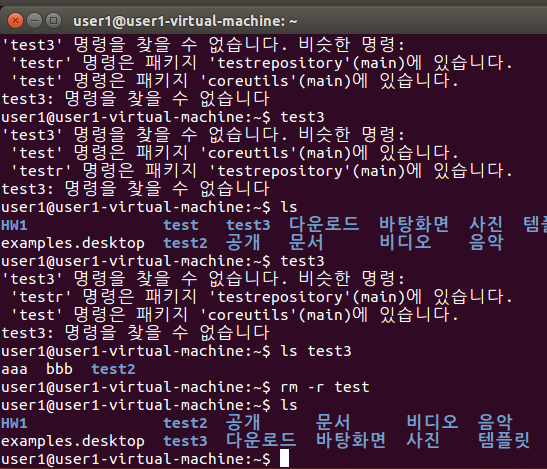 user1@user1-virtual-machine: ~
'test3' 명령을 찾을 수 없습니다. 비슷한 명령:
 'testr' 명령은 패키지 'testrepository'(main)에 있습니다.
 'test' 명령은 패키지 'coreutils'(main)에 있습니다.
test3: 명령을 찾을 수 없습니다
user1@user1-virtual-machine:~$ test3
'test3' 명령을 찾을 수 없습니다. 비슷한 명령:
 'test' 명령은 패키지 'coreutils'(main)에 있습니다.
 'testr' 명령은 패키지 'testrepository'(main)에 있습니다.
test3: 명령을 찾을 수 없습니다
user1@user1-virtual-machine:~$ ls
HW1 test test3 다운로드 바탕화면 사진 템플
examples.desktop test2 공개 문서 비디오 음악
user1@user1-virtual-machine:~$ test3
'test3' 명령을 찾을 수 없습니다. 비슷한 명령:
 'testr' 명령은 패키지 'testrepository'(main)에 있습니다.
 'test' 명령은 패키지 'coreutils'(main)에 있습니다.
test3: 명령을 찾을 수 없습니다
user1@user1-virtual-machine:~$ ls test3
aaa bbb test2
user1@user1-virtual-machine:~$ rm -r test
user1@user1-virtual-machine:~$ ls
HW1 test2 공개 문서 비디오 음악
examples.desktop test3 다운로드 바탕화면 사진 템플릿
user1@user1-virtual-machine:~$